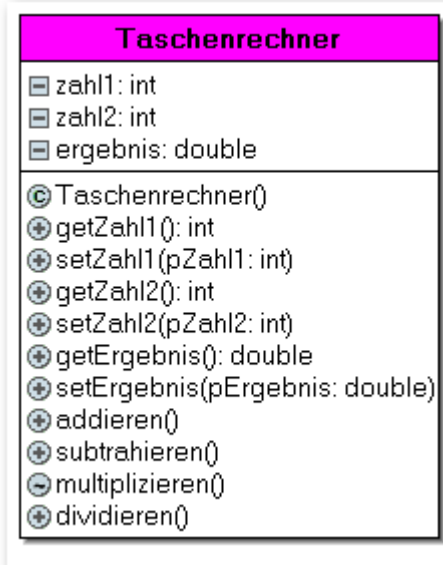 Taschenrechner
zahl1: int
zahl2: int
ergebnis: double
Taschenrechner()
getZahl1(): int
setZahl1(pZahl1: int)
getZahl2(): int
setZahl2(pZahl2: int)
getErgebnis(): double
setErgebnis(pErgebnis: double)
addieren()
subtrahieren()
multiplizieren()
dividieren()